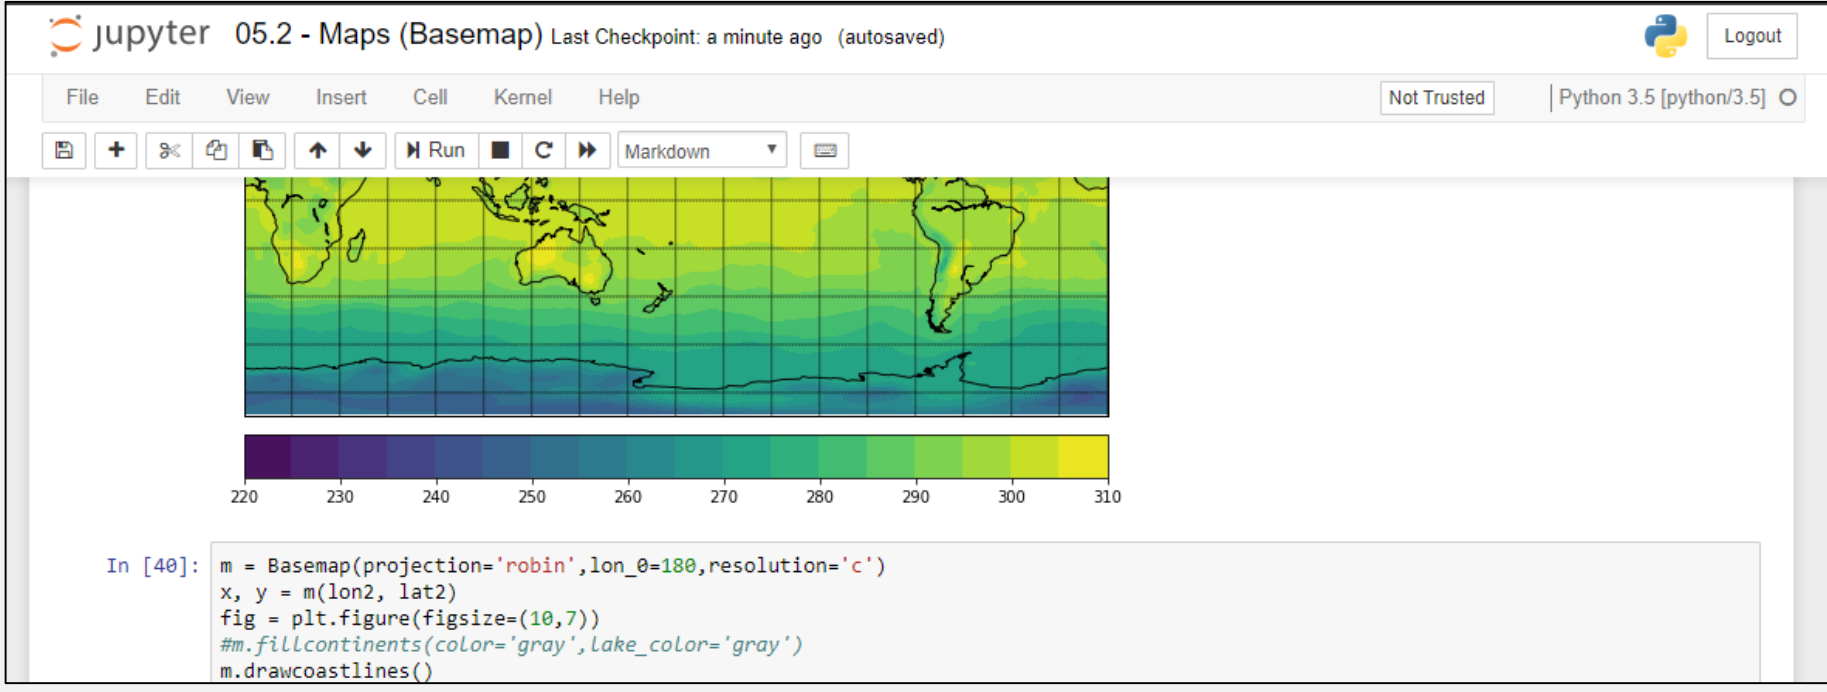 jupyter 05.2 - Maps (Basemap) Last Checkpoint: a minute ago (autosaved) Logout
File Edit View Insert Cell Kernel Help Not Trusted Python 3.5 [python/3.5]
Run Markdown
220 230 240 250 260 270 280 290 300 310
In [40]: m = Basemap(projection='robin',lon_0=180,resolution='c')
x, y = m(lon2, lat2)
fig = plt.figure(figsize=(10,7))
#m.fillcontinents(color='gray',lake_color='gray')
m.drawcoastlines()